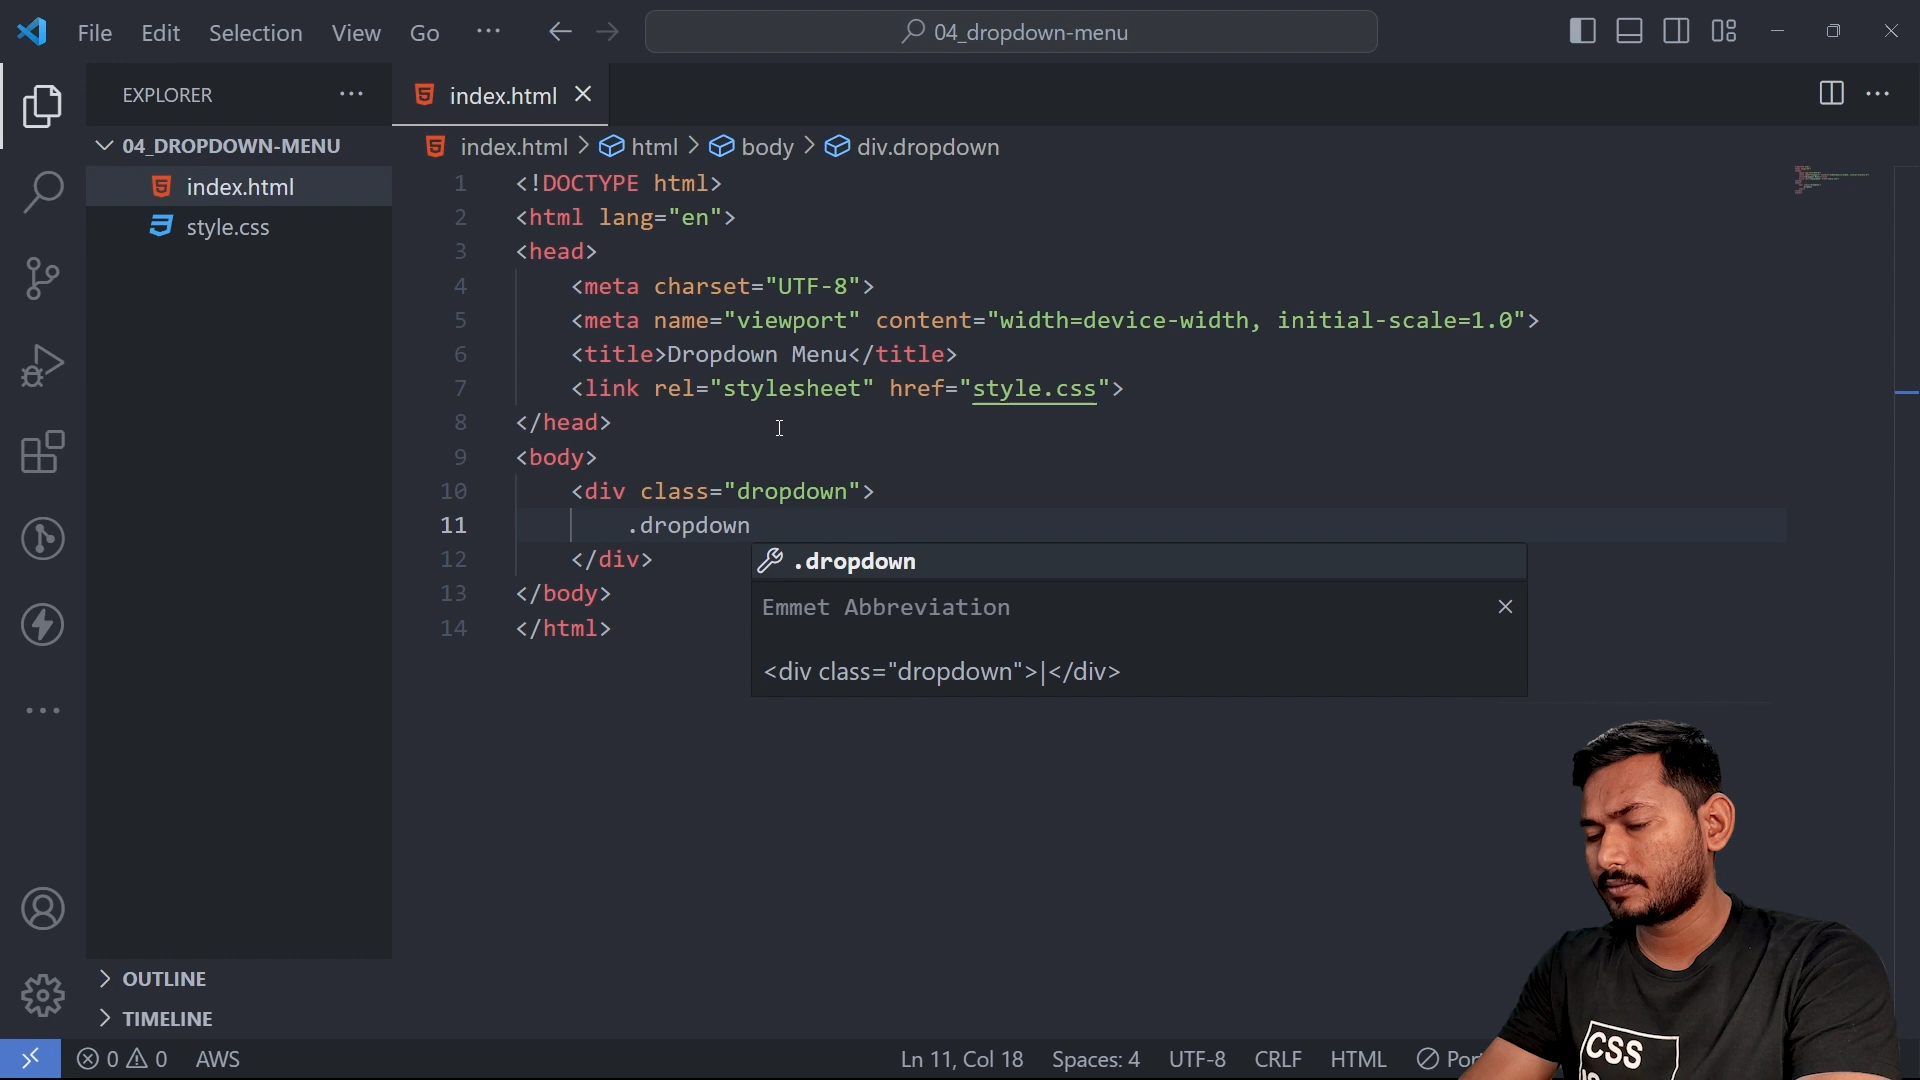 File Edit Selection View Go ··· 04_dropdown-menu
EXPLORER ···
index.html
04_DROPDOWN-MENU
index.html
style.css
index.html > html > body > div.dropdown
1 <!DOCTYPE html>
2 <html lang="en">
3 <head>
4 <meta charset="UTF-8">
5 <meta name="viewport" content="width=device-width, initial-scale=1.0">
6 <title>Dropdown Menu</title>
7 <link rel="stylesheet" href="style.css">
8 </head>
9 <body>
10 <div class="dropdown">
11 .dropdown
12 </div>
13 </body>
14 </html>
.dropdown
Emmet Abbreviation
<div class="dropdown">|</div>
OUTLINE
TIMELINE
0 0 AWS
Ln 11, Col 18 Spaces: 4 UTF-8 CRLF HTML
CSS